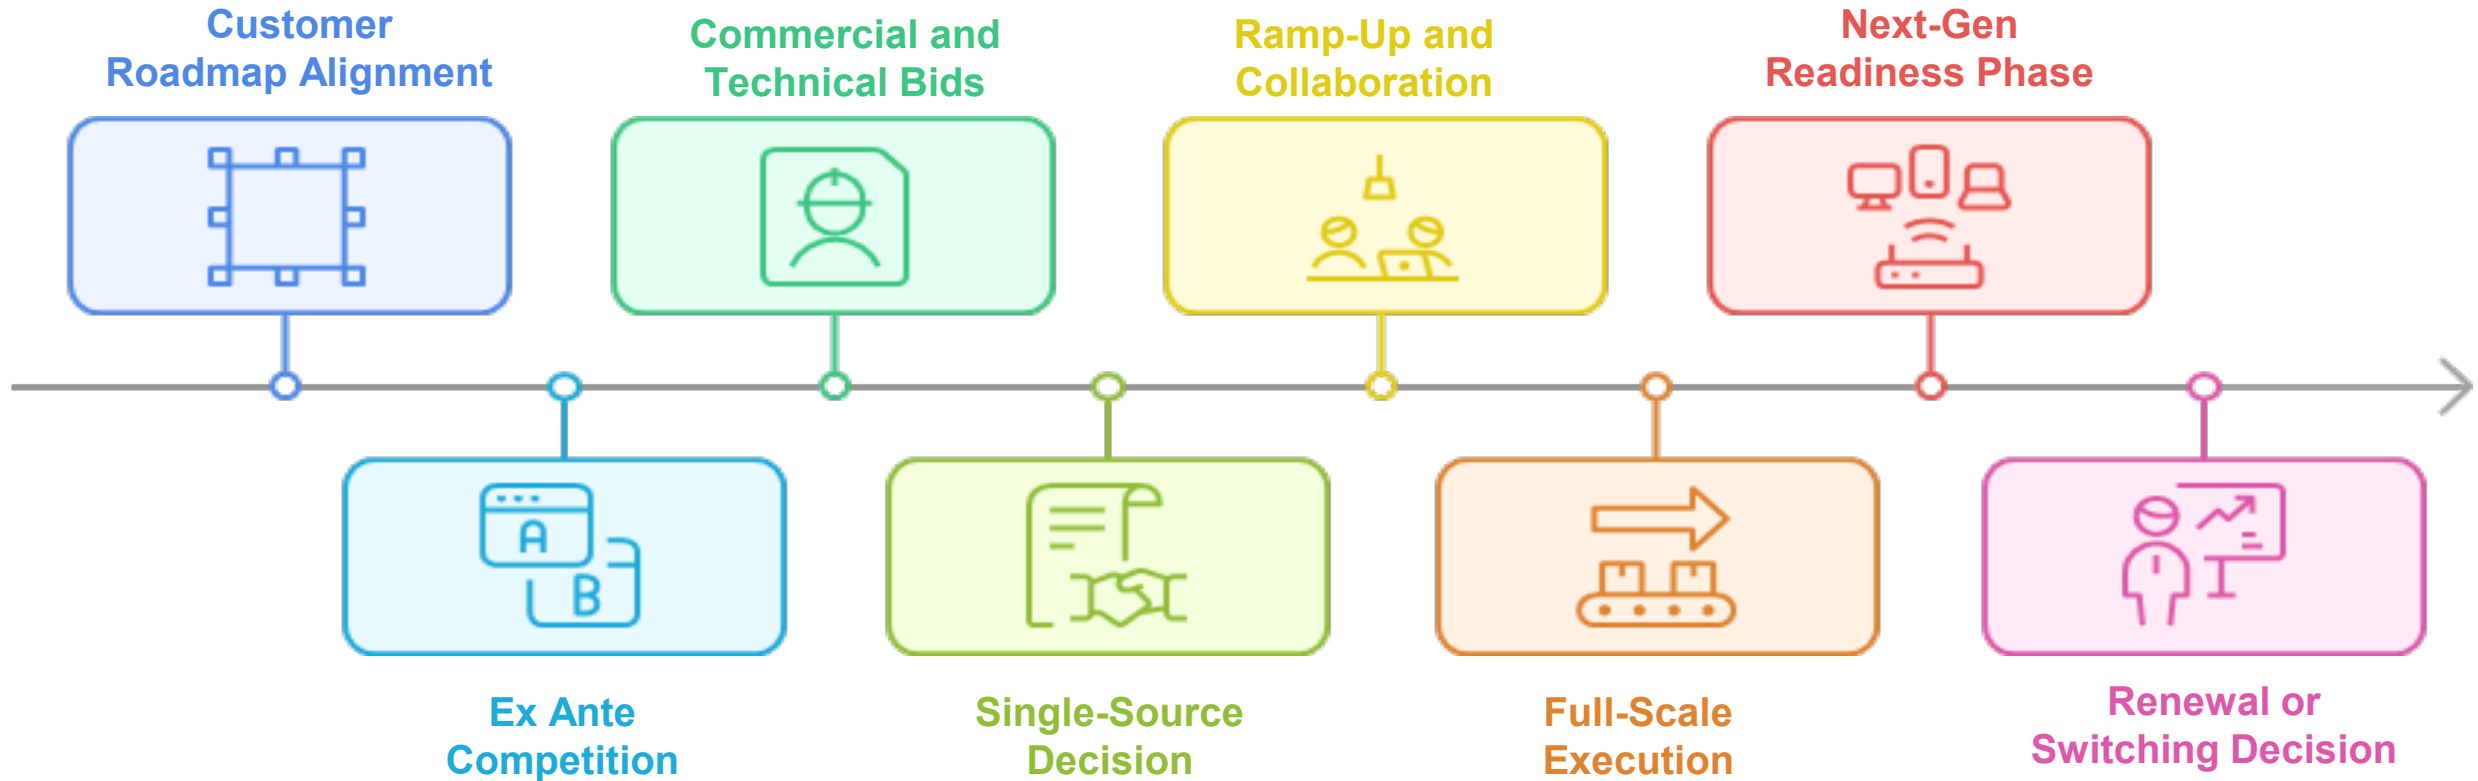 Customer
Roadmap Alignment
Commercial and
Technical Bids
Ramp-Up and
Collaboration
Next-Gen
Readiness Phase
A
B
Ex Ante
Competition
Single-Source
Decision
Full-Scale
Execution
Renewal or
Switching Decision